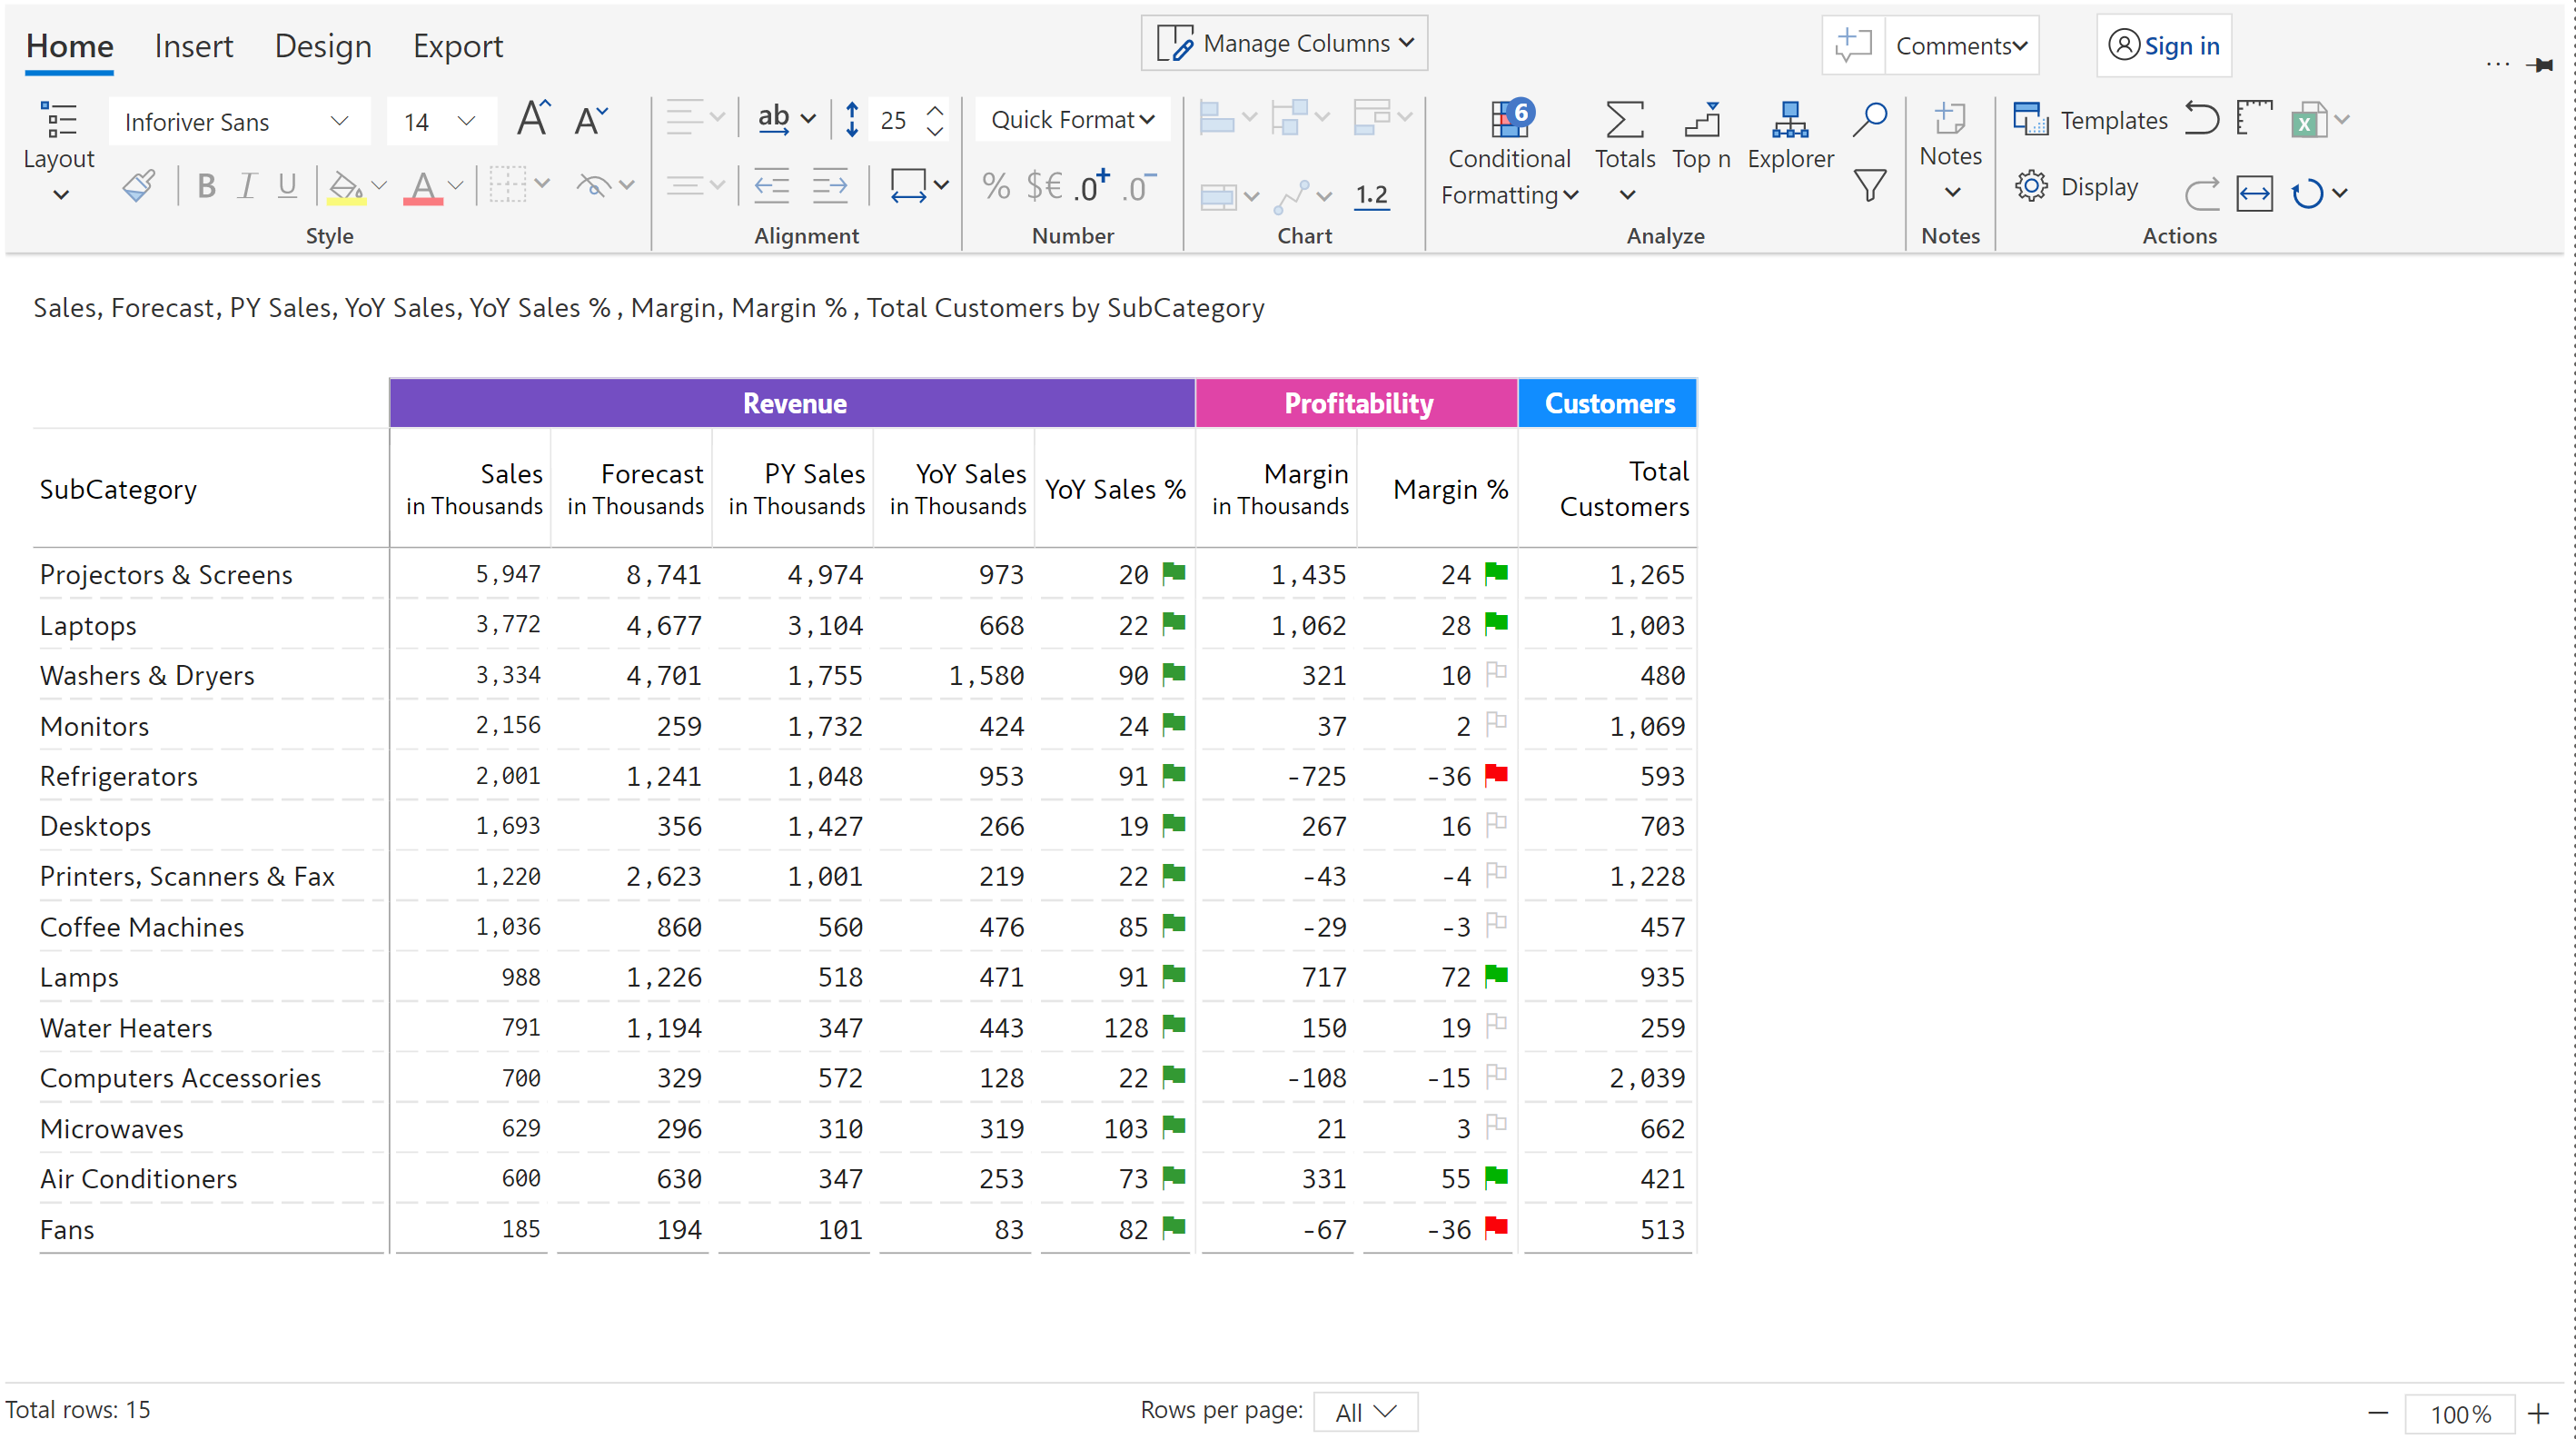 Home Insert Design Export Manage Columns Comments Sign in
Inforiver Sans 14 A A ab 25 Quick Format 6 Templates
Layout Conditional Formatting Totals Top n Explorer Notes
B I U A % $€ .0+ .0- 1.2 Display
Style Alignment Number Chart Analyze Notes Actions
Sales, Forecast, PY Sales, YoY Sales, YoY Sales % , Margin, Margin % , Total Customers by SubCategory
Revenue Profitability Customers
SubCategory Sales in Thousands Forecast in Thousands PY Sales in Thousands YoY Sales in Thousands YoY Sales % Margin in Thousands Margin % Total Customers
Projectors & Screens 5,947 8,741 4,974 973 20 1,435 24 1,265
Laptops 3,772 4,677 3,104 668 22 1,062 28 1,003
Washers & Dryers 3,334 4,701 1,755 1,580 90 321 10 480
Monitors 2,156 259 1,732 424 24 37 2 1,069
Refrigerators 2,001 1,241 1,048 953 91 -725 -36 593
Desktops 1,693 356 1,427 266 19 267 16 703
Printers, Scanners & Fax 1,220 2,623 1,001 219 22 -43 -4 1,228
Coffee Machines 1,036 860 560 476 85 -29 -3 457
Lamps 988 1,226 518 471 91 717 72 935
Water Heaters 791 1,194 347 443 128 150 19 259
Computers Accessories 700 329 572 128 22 -108 -15 2,039
Microwaves 629 296 310 319 103 21 3 662
Air Conditioners 600 630 347 253 73 331 55 421
Fans 185 194 101 83 82 -67 -36 513
Total rows: 15 Rows per page: All 100%